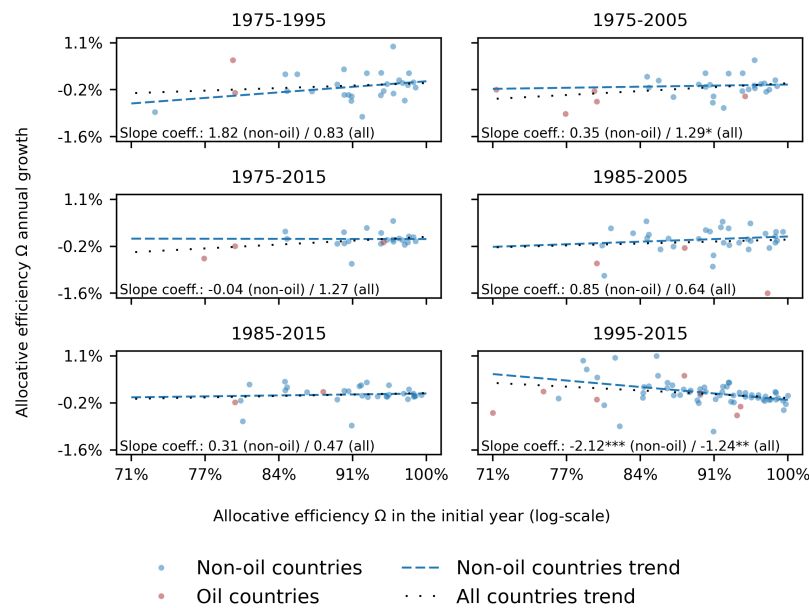 1975-1995
1975-2005
1.1%
-0.2%
-1.6%
Slope coeff.: 1.82 (non-oil) / 0.83 (all)
Slope coeff.: 0.35 (non-oil) / 1.29* (all)
1975-2015
1985-2005
1.1%
-0.2%
-1.6%
Slope coeff.: -0.04 (non-oil) / 1.27 (all)
Slope coeff.: 0.85 (non-oil) / 0.64 (all)
1985-2015
1995-2015
1.1%
-0.2%
-1.6%
Slope coeff.: 0.31 (non-oil) / 0.47 (all)
Slope coeff.: -2.12*** (non-oil) / -1.24** (all)
71% 77% 84% 91% 100%
71% 77% 84% 91% 100%
Allocative efficiency Ω annual growth
Allocative efficiency Ω in the initial year (log-scale)
Non-oil countries
Oil countries
Non-oil countries trend
All countries trend